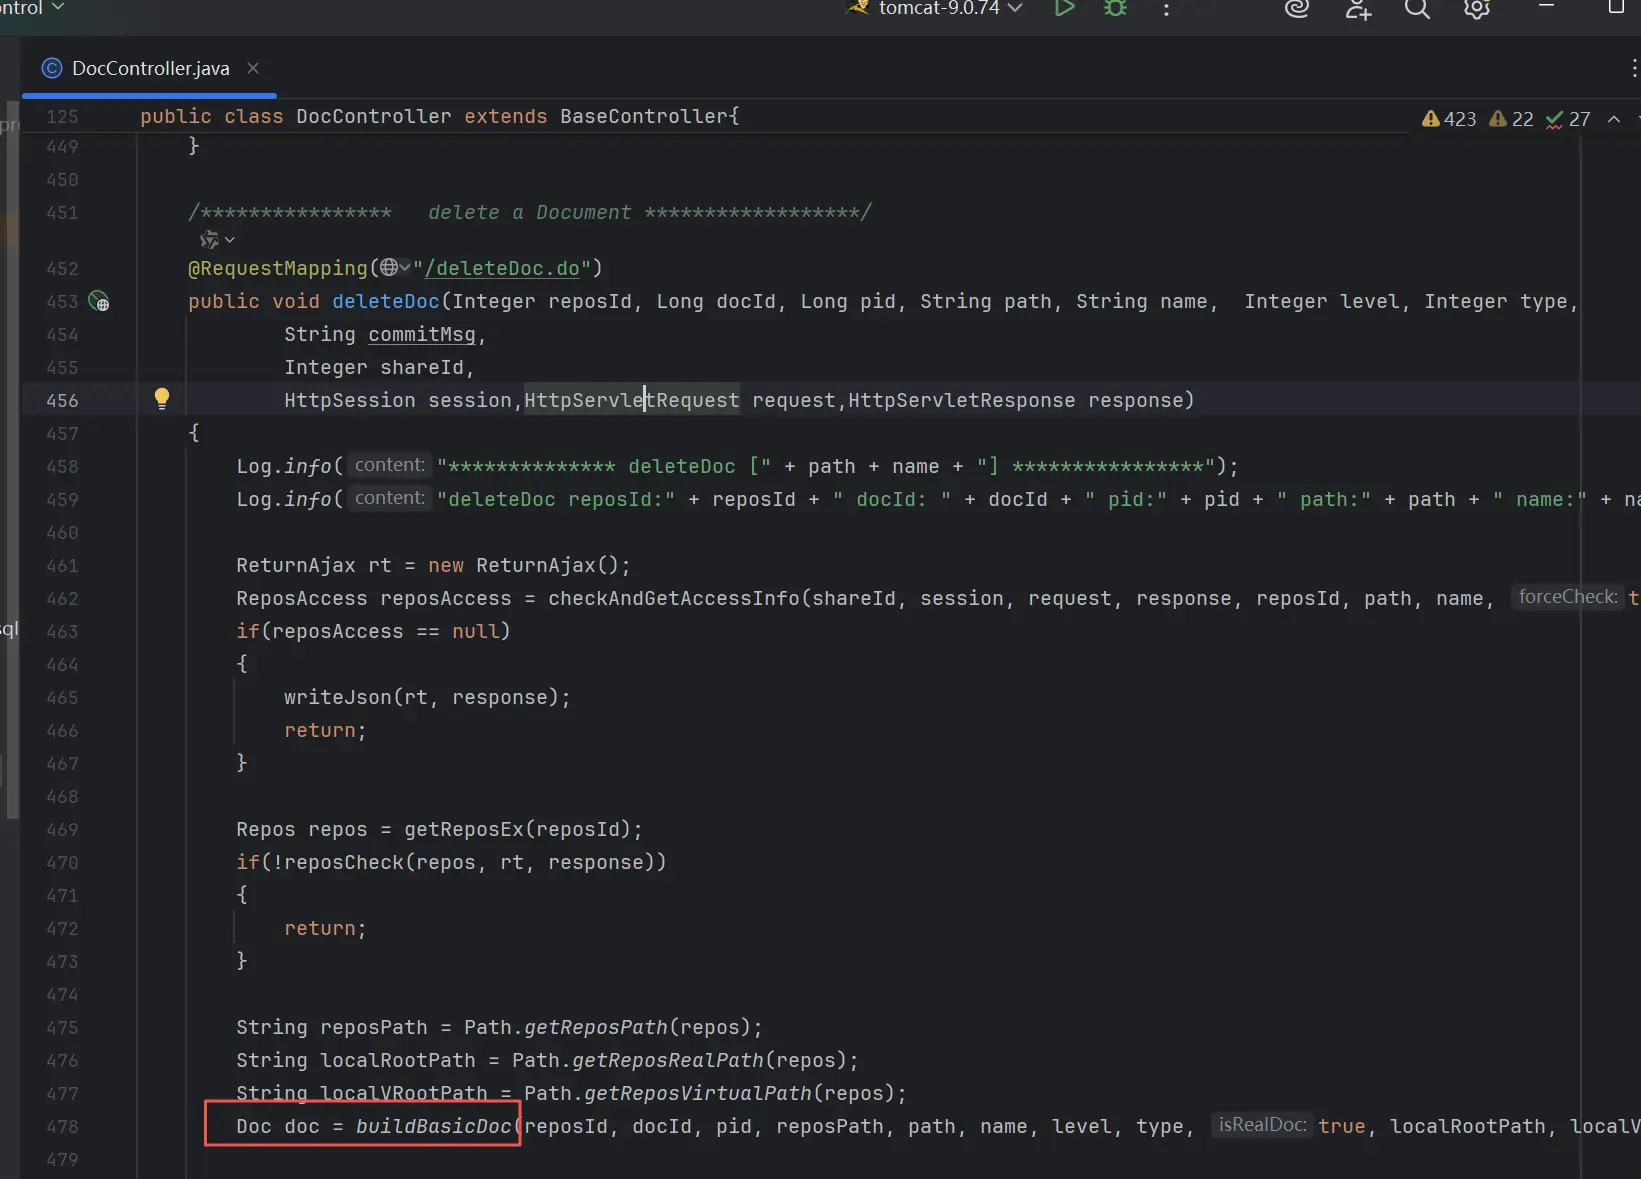 ntrol
tomcat-9.0.74
DocController.java
125 public class DocController extends BaseController{
423 22 27
449 }
450
451 /**************** delete a Document ******************/
452 @RequestMapping("/deleteDoc.do")
453 public void deleteDoc(Integer reposId, Long docId, Long pid, String path, String name, Integer level, Integer type,
454 String commitMsg,
455 Integer shareId,
456 HttpSession session,HttpServletRequest request,HttpServletResponse response)
457 {
458 Log.info( content: "************** deleteDoc [" + path + name + "] ****************");
459 Log.info( content: "deleteDoc reposId:" + reposId + " docId: " + docId + " pid:" + pid + " path:" + path + " name:" + na
460
461 ReturnAjax rt = new ReturnAjax();
462 ReposAccess reposAccess = checkAndGetAccessInfo(shareId, session, request, response, reposId, path, name, forceCheck: t
463 if(reposAccess == null)
464 {
465 writeJson(rt, response);
466 return;
467 }
468
469 Repos repos = getReposEx(reposId);
470 if(!reposCheck(repos, rt, response))
471 {
472 return;
473 }
474
475 String reposPath = Path.getReposPath(repos);
476 String localRootPath = Path.getReposRealPath(repos);
477 String localVRootPath = Path.getReposVirtualPath(repos);
478 Doc doc = buildBasicDoc(reposId, docId, pid, reposPath, path, name, level, type, isRealDoc: true, localRootPath, localV
479